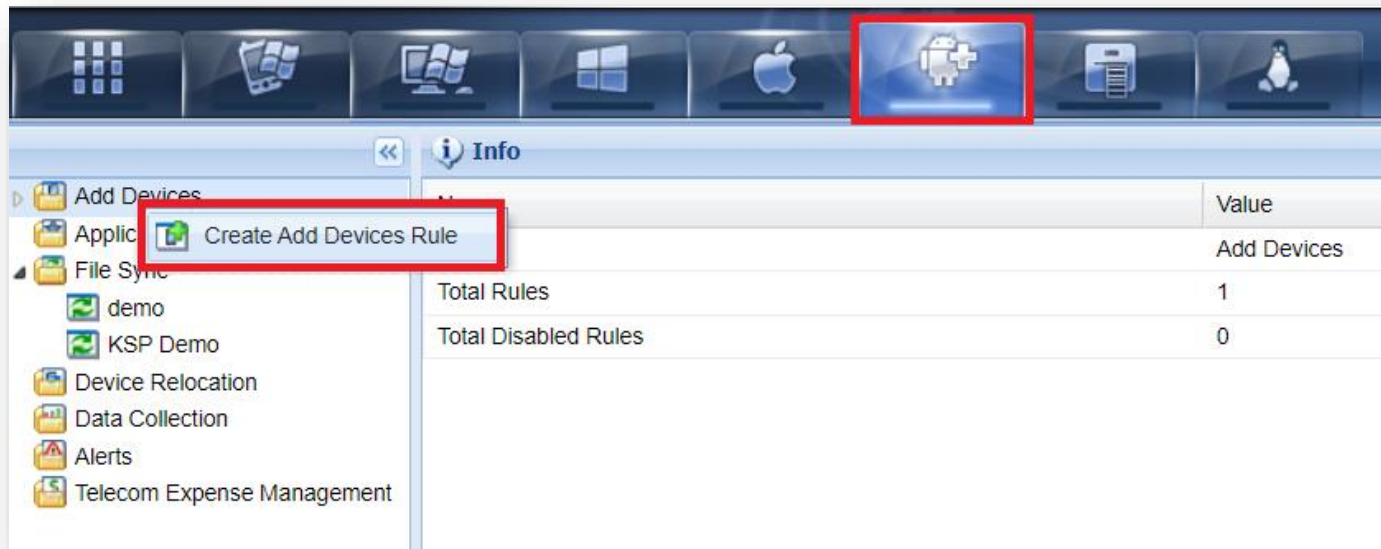 Info
Add Devices
Create Add Devices Rule
Applic
File Sync
demo
KSP Demo
Device Relocation
Data Collection
Alerts
Telecom Expense Management
Value
Add Devices
Total Rules 1
Total Disabled Rules 0